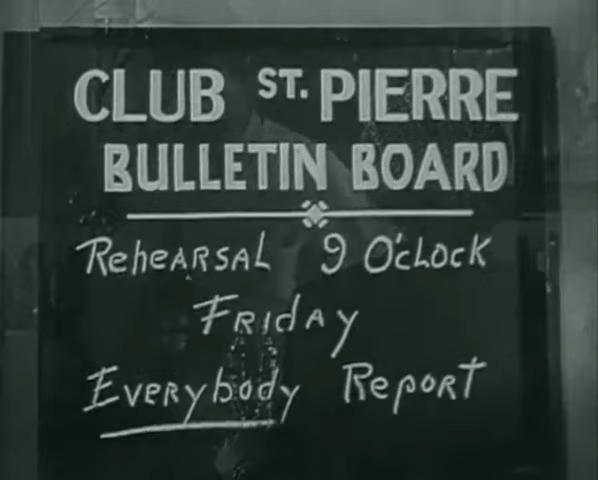 CLUB ST. PIERRE
BULLETIN BOARD
Rehearsal 9 O'clock
Friday
Everybody Report